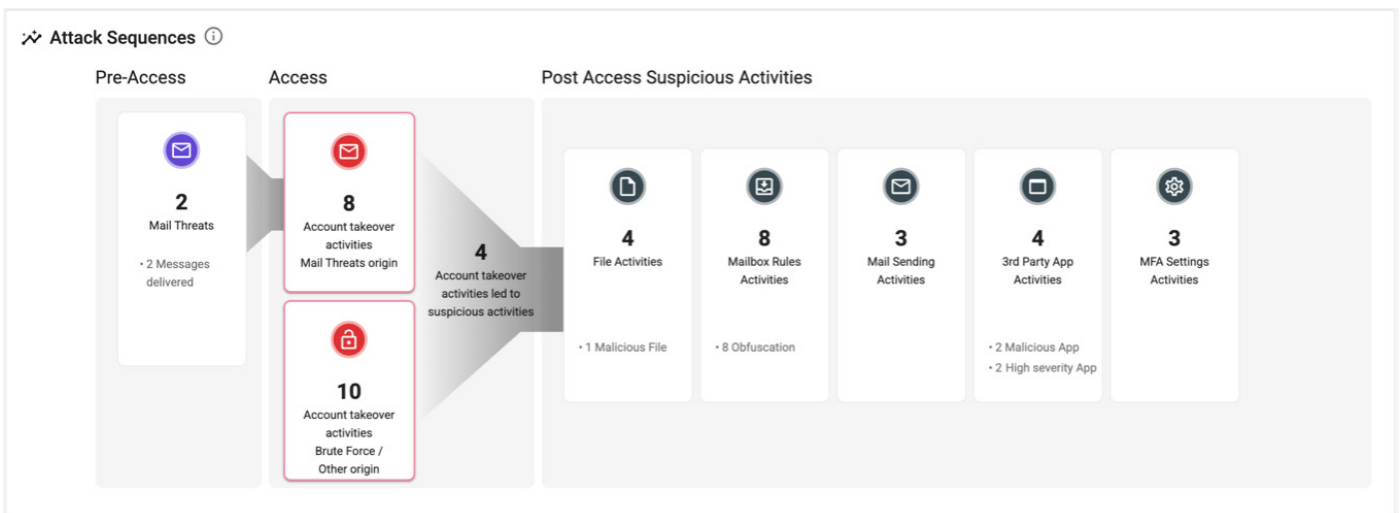 Attack Sequences
Pre-Access
Access
Post Access Suspicious Activities
2
Mail Threats
• 2 Messages
delivered
8
Account takeover
activities
Mail Threats origin
10
Account takeover
activities
Brute Force /
Other origin
4
Account takeover
activities led to
suspicious activities
4
File Activities
• 1 Malicious File
8
Mailbox Rules
Activities
• 8 Obfuscation
3
Mail Sending
Activities
4
3rd Party App
Activities
• 2 Malicious App
• 2 High severity App
3
MFA Settings
Activities